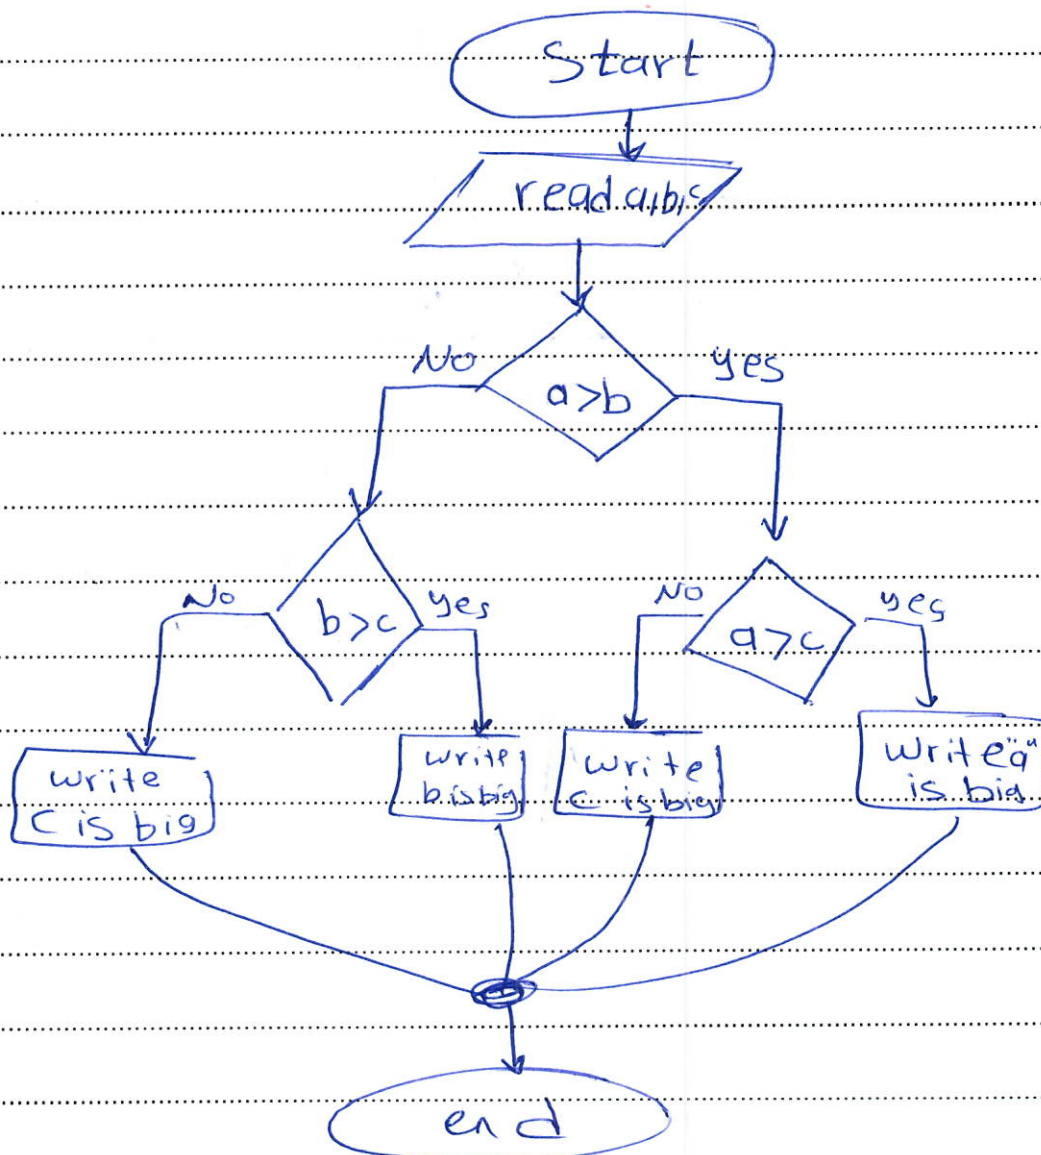 Start
read a,b,c
No
yes
a>b
No
b>c
yes
No
a>c
yes
write
C is big
write
b is big
write
c is big
write "a"
is big
end